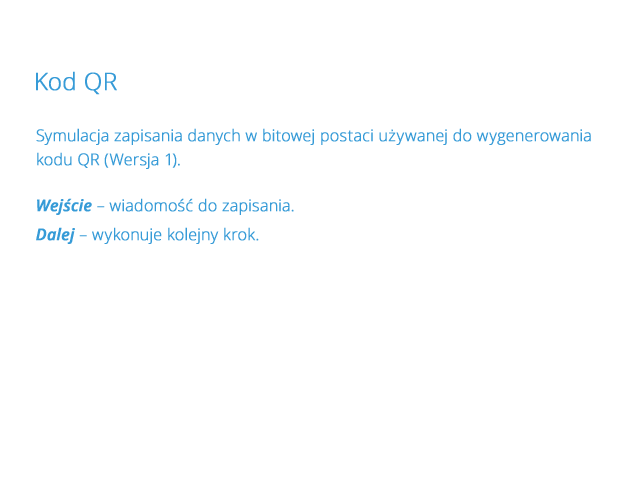 Kod QR
Symulacja zapisania danych w bitowej postaci używanej do wygenerowania
kodu QR (Wersja 1).
Wejście – wiadomość do zapisania.
Dalej – wykonuje kolejny krok.